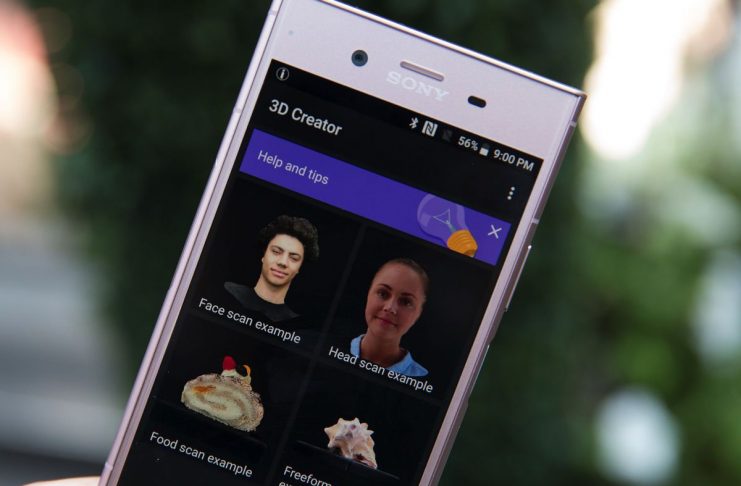 SONY
56% 9:00 PM
3D Creator
Help and tips
Face scan example
Head scan example
Food scan example
Freeform